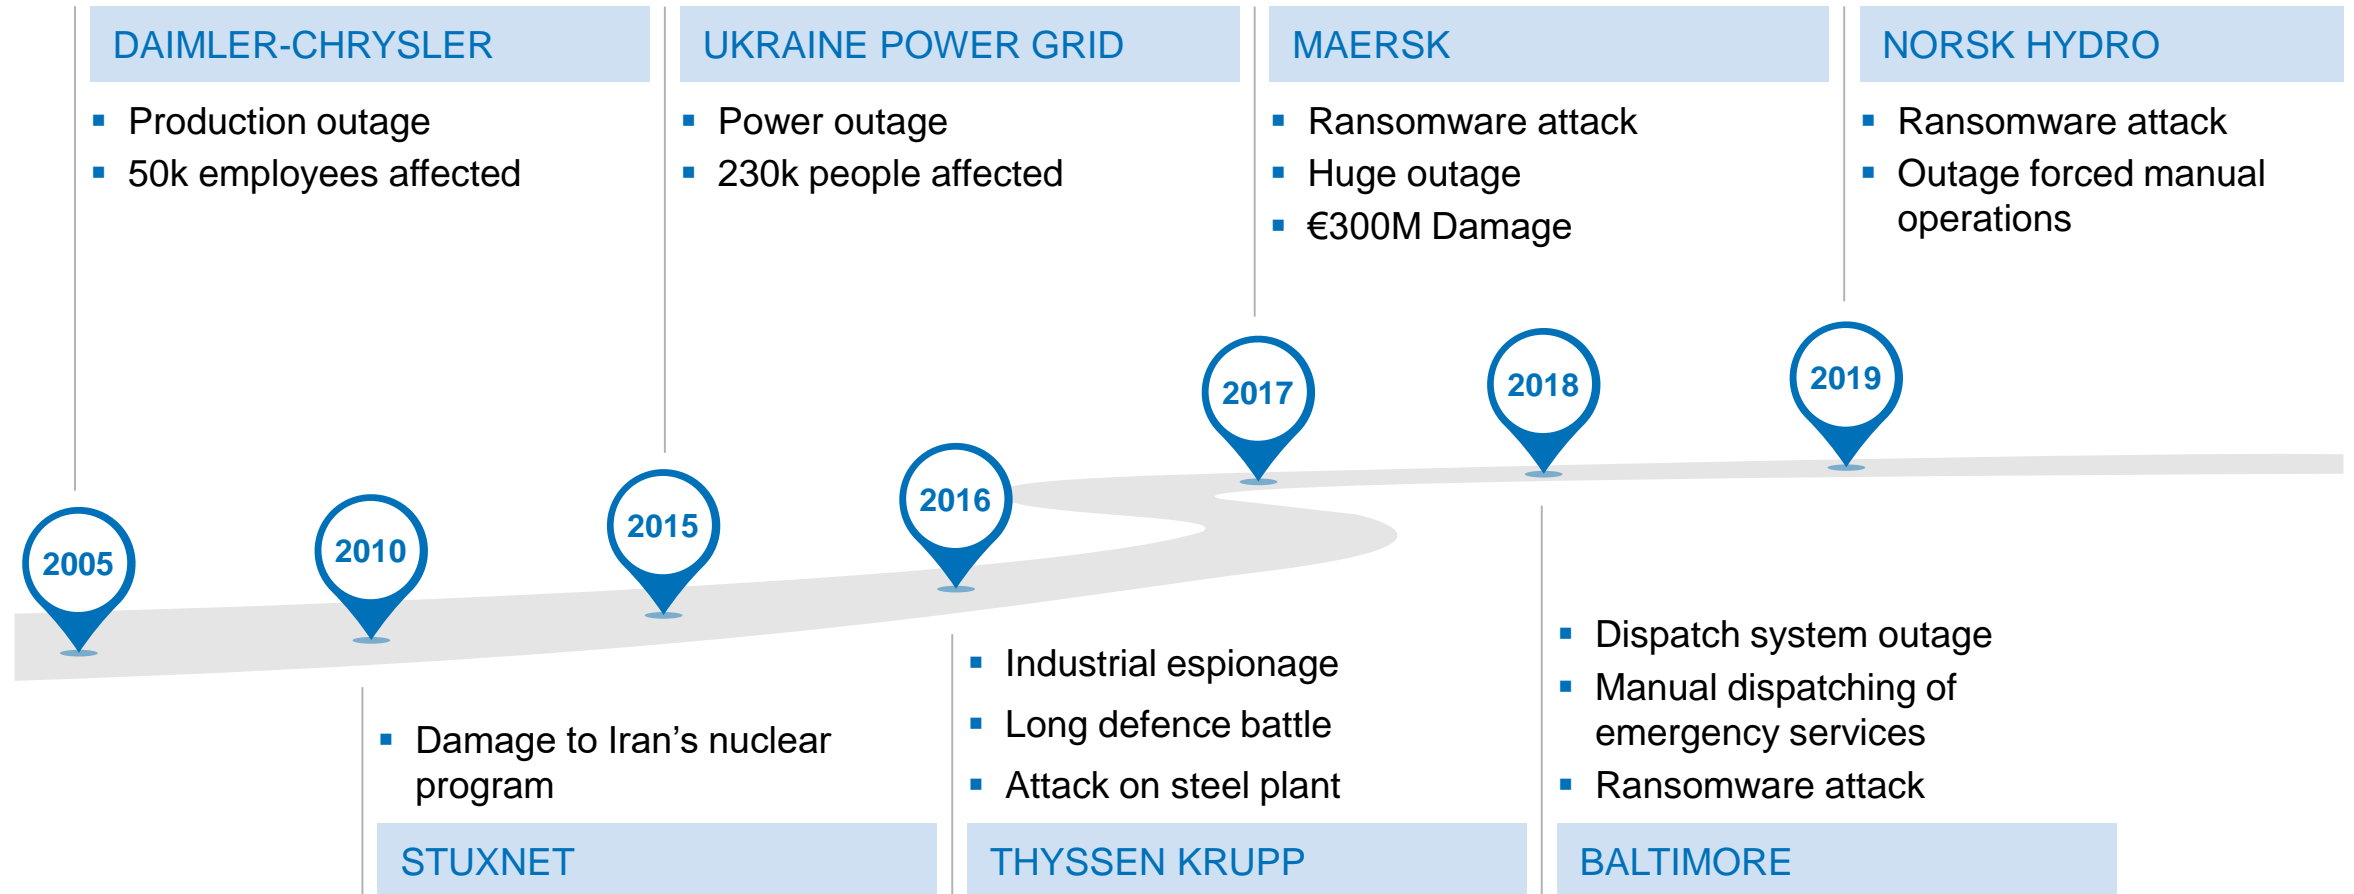 DAIMLER-CHRYSLER
Production outage
50k employees affected
UKRAINE POWER GRID
Power outage
230k people affected
MAERSK
Ransomware attack
Huge outage
€300M Damage
NORSK HYDRO
Ransomware attack
Outage forced manual
operations
2005
2010
2015
2016
2017
2018
2019
Damage to Iran’s nuclear
program
STUXNET
Industrial espionage
Long defence battle
Attack on steel plant
THYSSEN KRUPP
Dispatch system outage
Manual dispatching of
emergency services
Ransomware attack
BALTIMORE